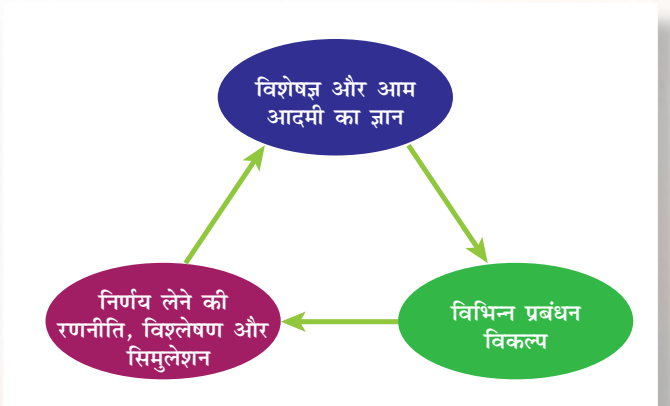 विशेषज्ञ और आम
आदमी का ज्ञान
निर्णय लेने की
रणनीति, विश्लेषण और
सिमुलेशन
विभिन्न प्रबंधन
विकल्प